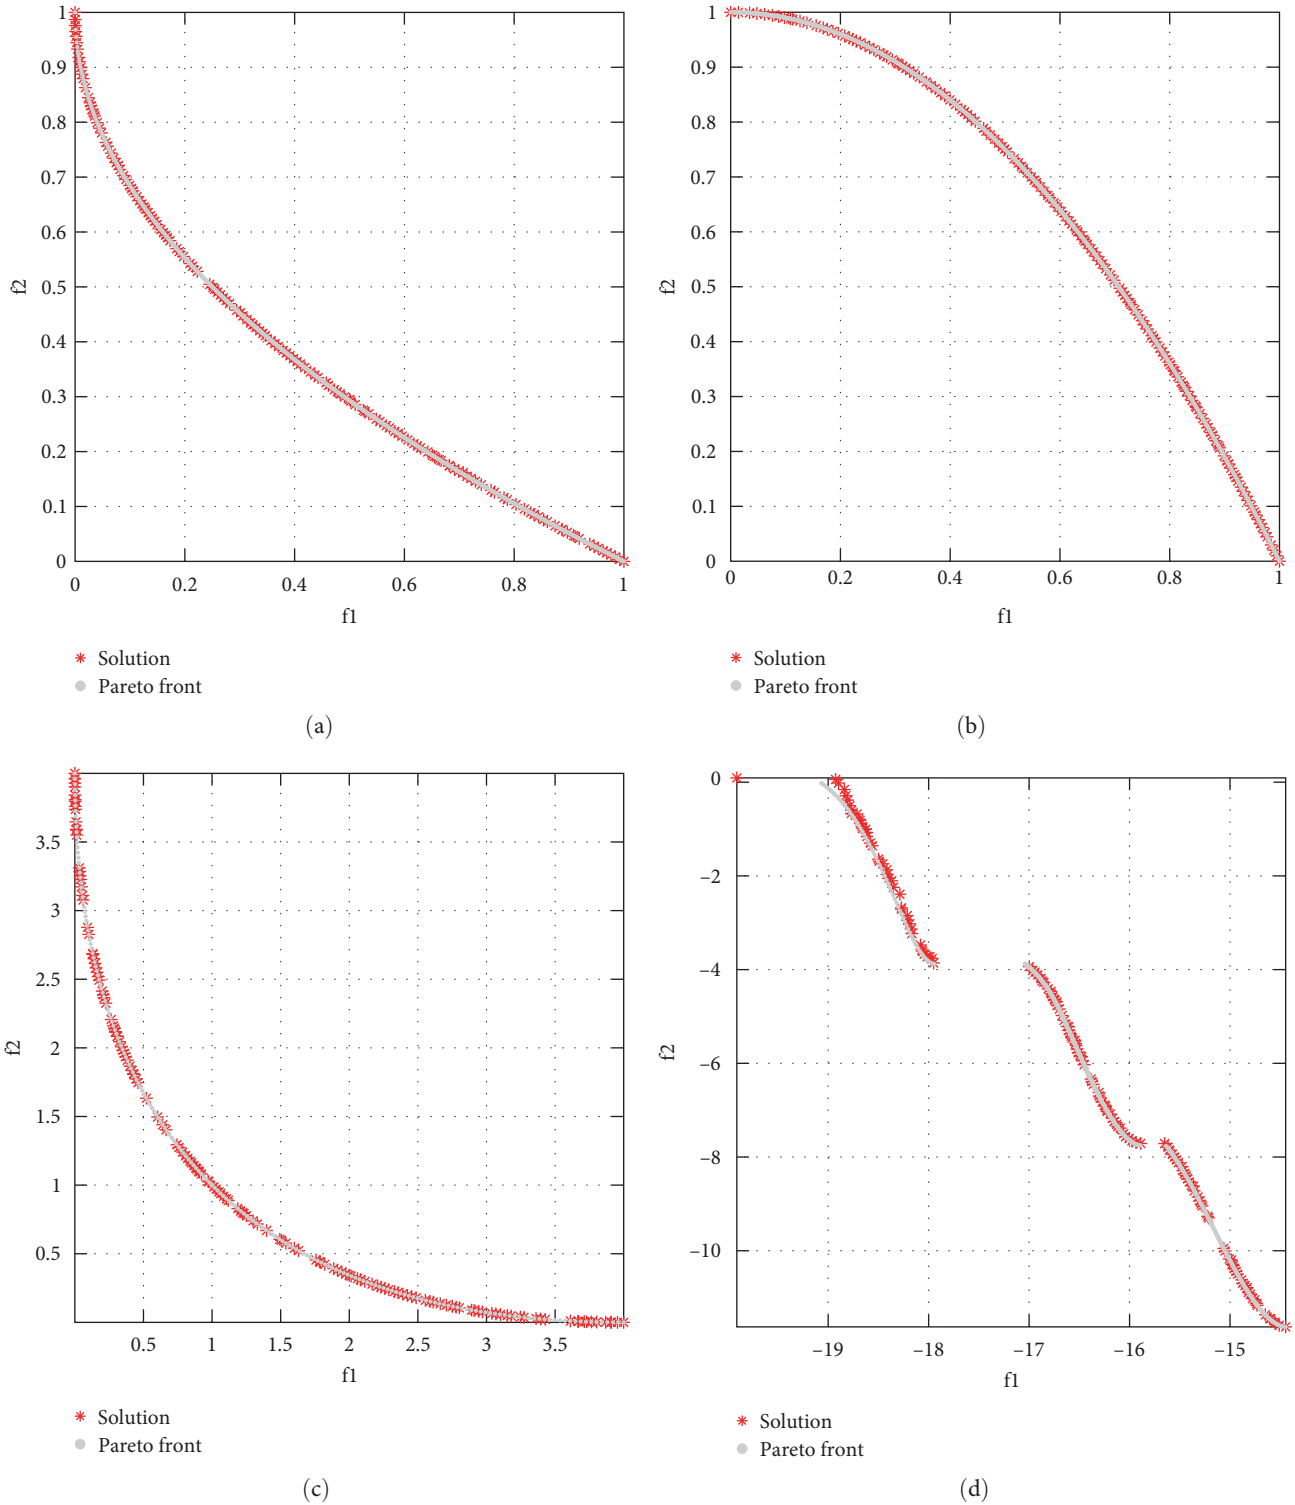 1
0.9
0.8
0.7
0.6
0.5
0.4
0.3
0.2
0.1
0
f2
0 0.2 0.4 0.6 0.8 1
f1
Solution
Pareto front
(a)
1
0.9
0.8
0.7
0.6
0.5
0.4
0.3
0.2
0.1
0
f2
0 0.2 0.4 0.6 0.8 1
f1
Solution
Pareto front
(b)
3.5
3
2.5
2
1.5
1
0.5
f2
0.5 1 1.5 2 2.5 3 3.5
f1
Solution
Pareto front
(c)
0
−2
−4
−6
−8
−10
f2
−19 −18 −17 −16 −15
f1
Solution
Pareto front
(d)